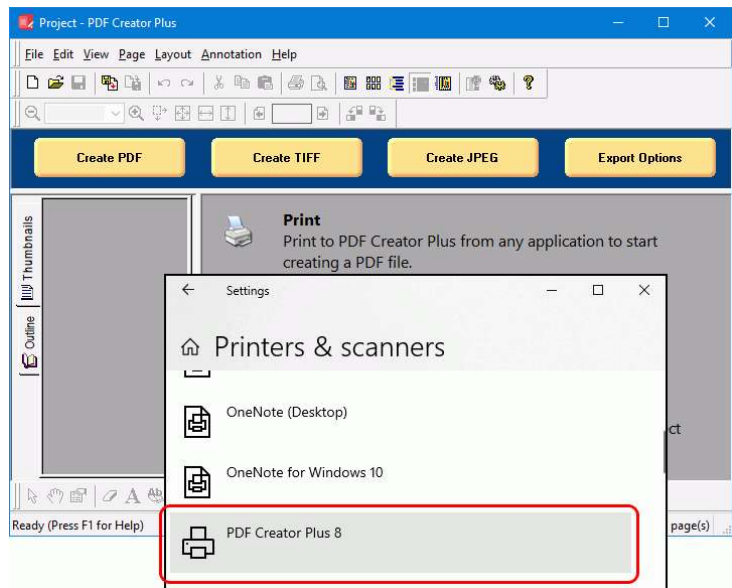 Project - PDF Creator Plus
File Edit View Page Layout Annotation Help
Create PDF Create TIFF Create JPEG Export Options
Thumbnails
Outline
Print
Print to PDF Creator Plus from any application to start
creating a PDF file.
Settings
Printers & scanners
OneNote (Desktop)
OneNote for Windows 10
PDF Creator Plus 8
ct
Ready (Press F1 for Help)
page(s)